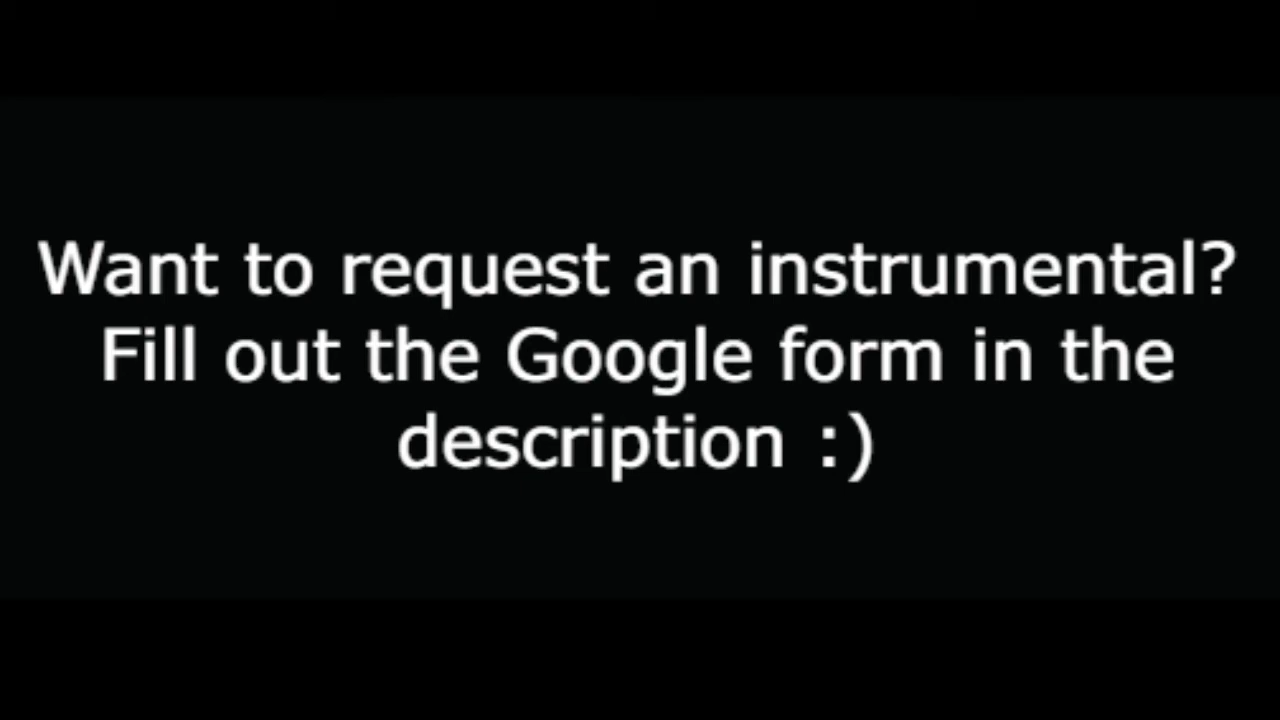 Want to request an instrumental?
Fill out the Google form in the
description :)